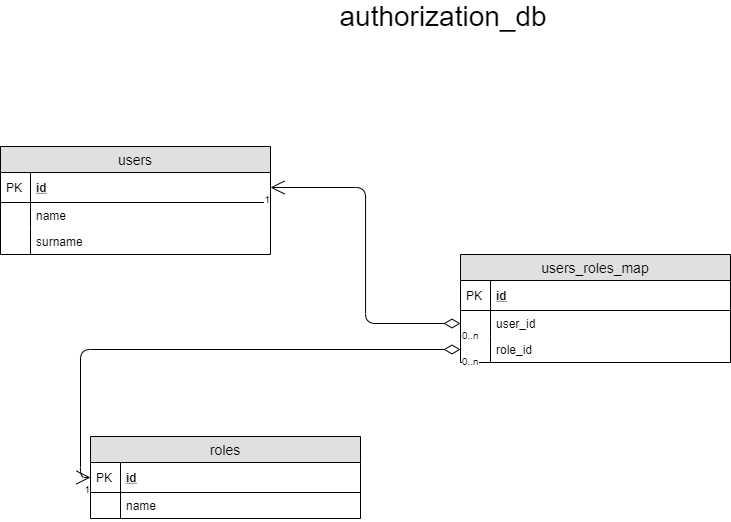 authorization_db
users
PK id
1
name
surname
users_roles_map
PK id
user_id
0..n
role_id
0..n
roles
PK id
1
name